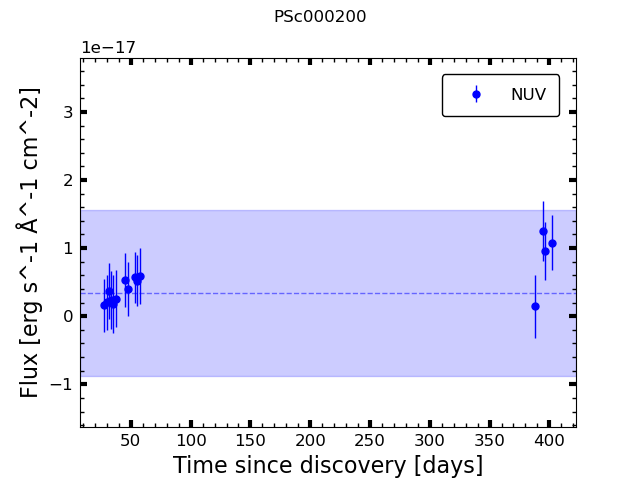 PSc000200
1e−17
NUV
3
2
1
0
−1
Flux [erg s^-1 Å^-1 cm^-2]
50 100 150 200 250 300 350 400
Time since discovery [days]